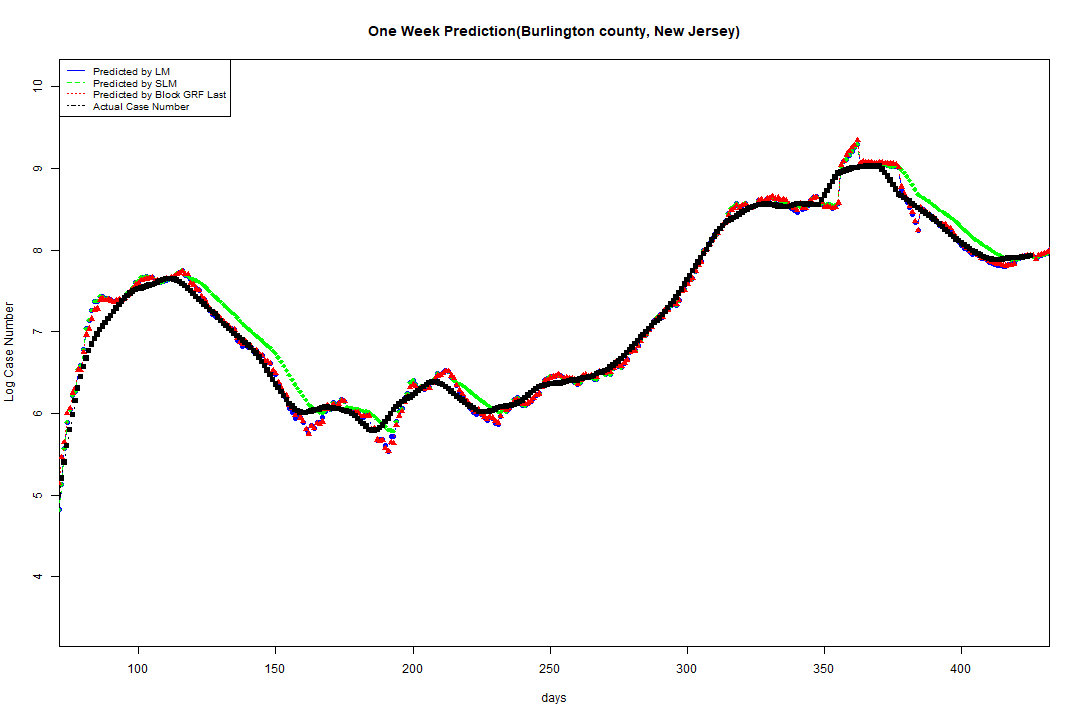 One Week Prediction(Burlington county, New Jersey)
Predicted by LM
Predicted by SLM
Predicted by Block GRF Last
Actual Case Number
10
9
8
7
6
5
4
Log Case Number
100 150 200 250 300 350 400
days